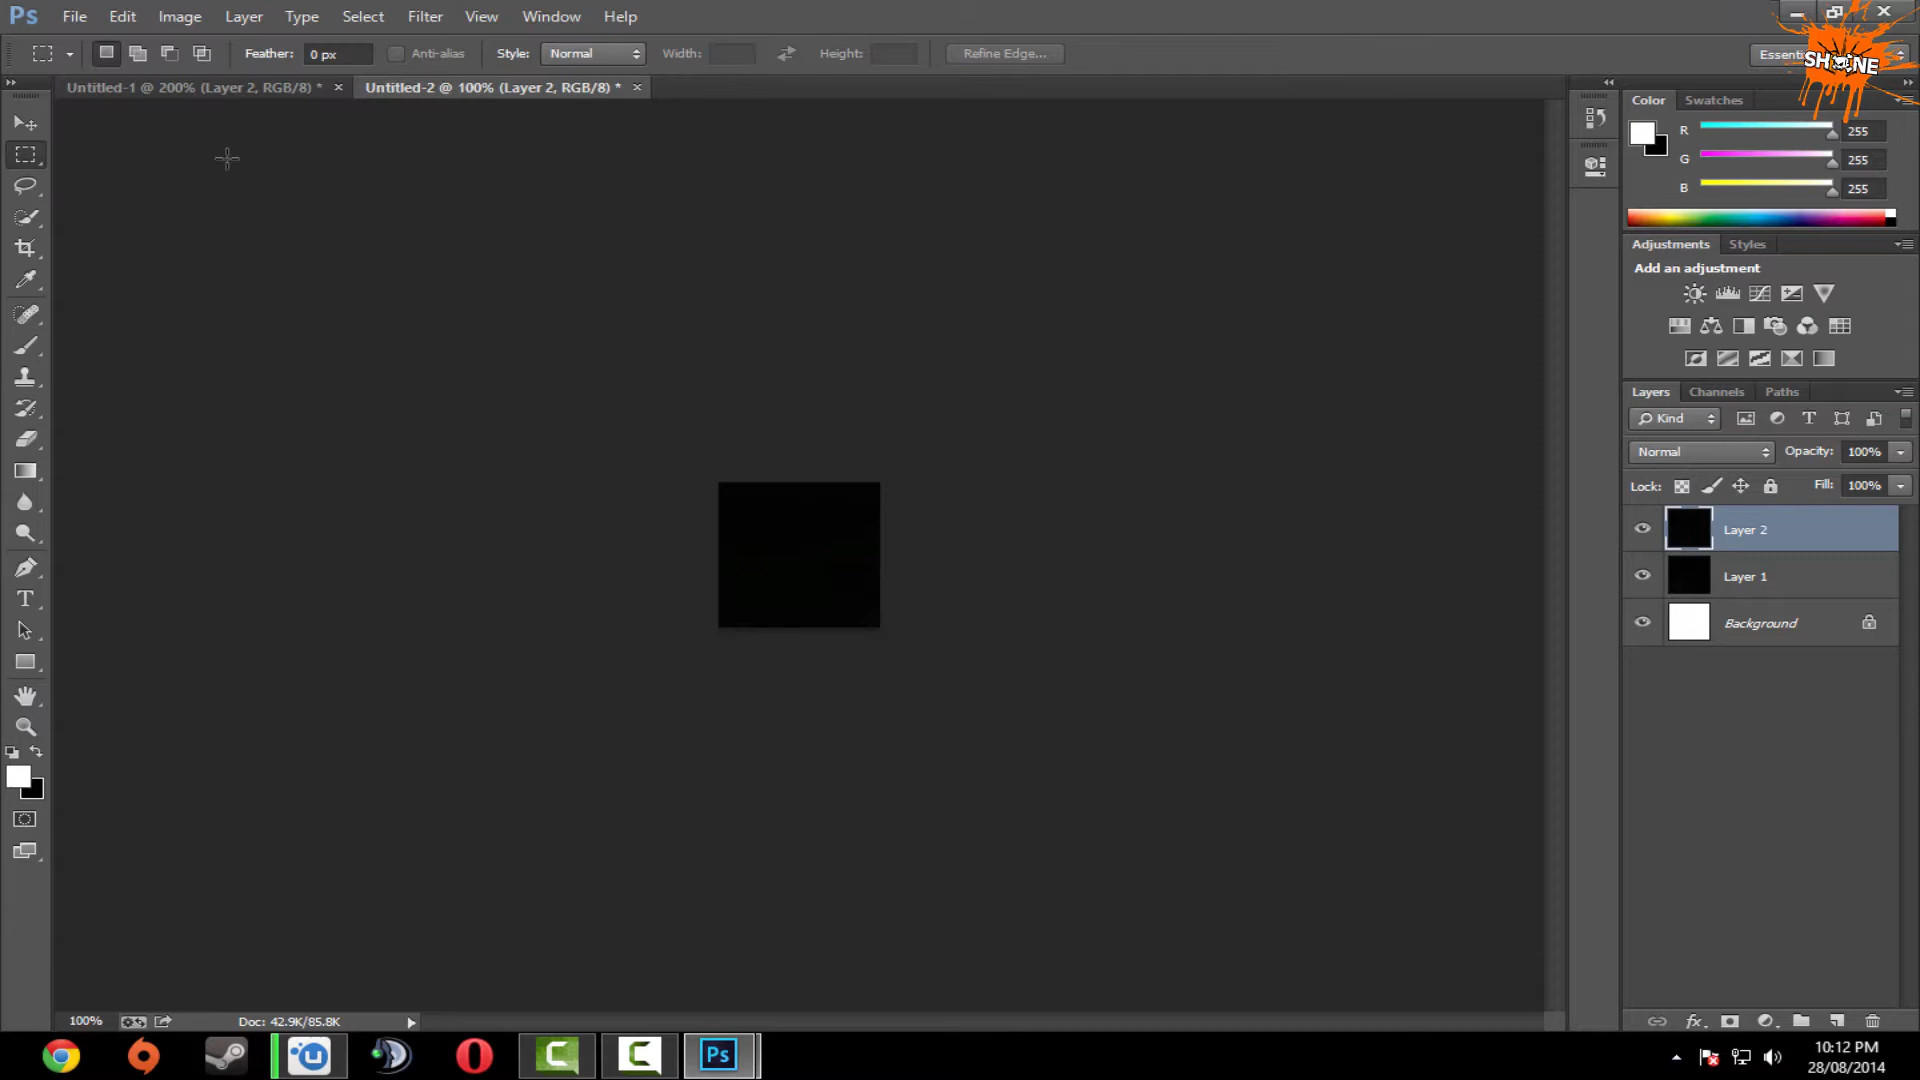 Ps File Edit Image Layer Type Select Filter View Window Help
Feather: 0 px Anti-alias Style: Normal Width: Height: Refine Edge...
SHONE
Untitled-1 @ 200% (Layer 2, RGB/8) * × Untitled-2 @ 100% (Layer 2, RGB/8) * ×
Color Swatches
R 255
G 255
B 255
Adjustments Styles
Add an adjustment
Layers Channels Paths
Kind
Normal Opacity: 100%
Lock: Fill: 100%
Layer 2
Layer 1
Background
100% Doc: 42.9K/85.8K
Ps
10:12 PM
28/08/2014